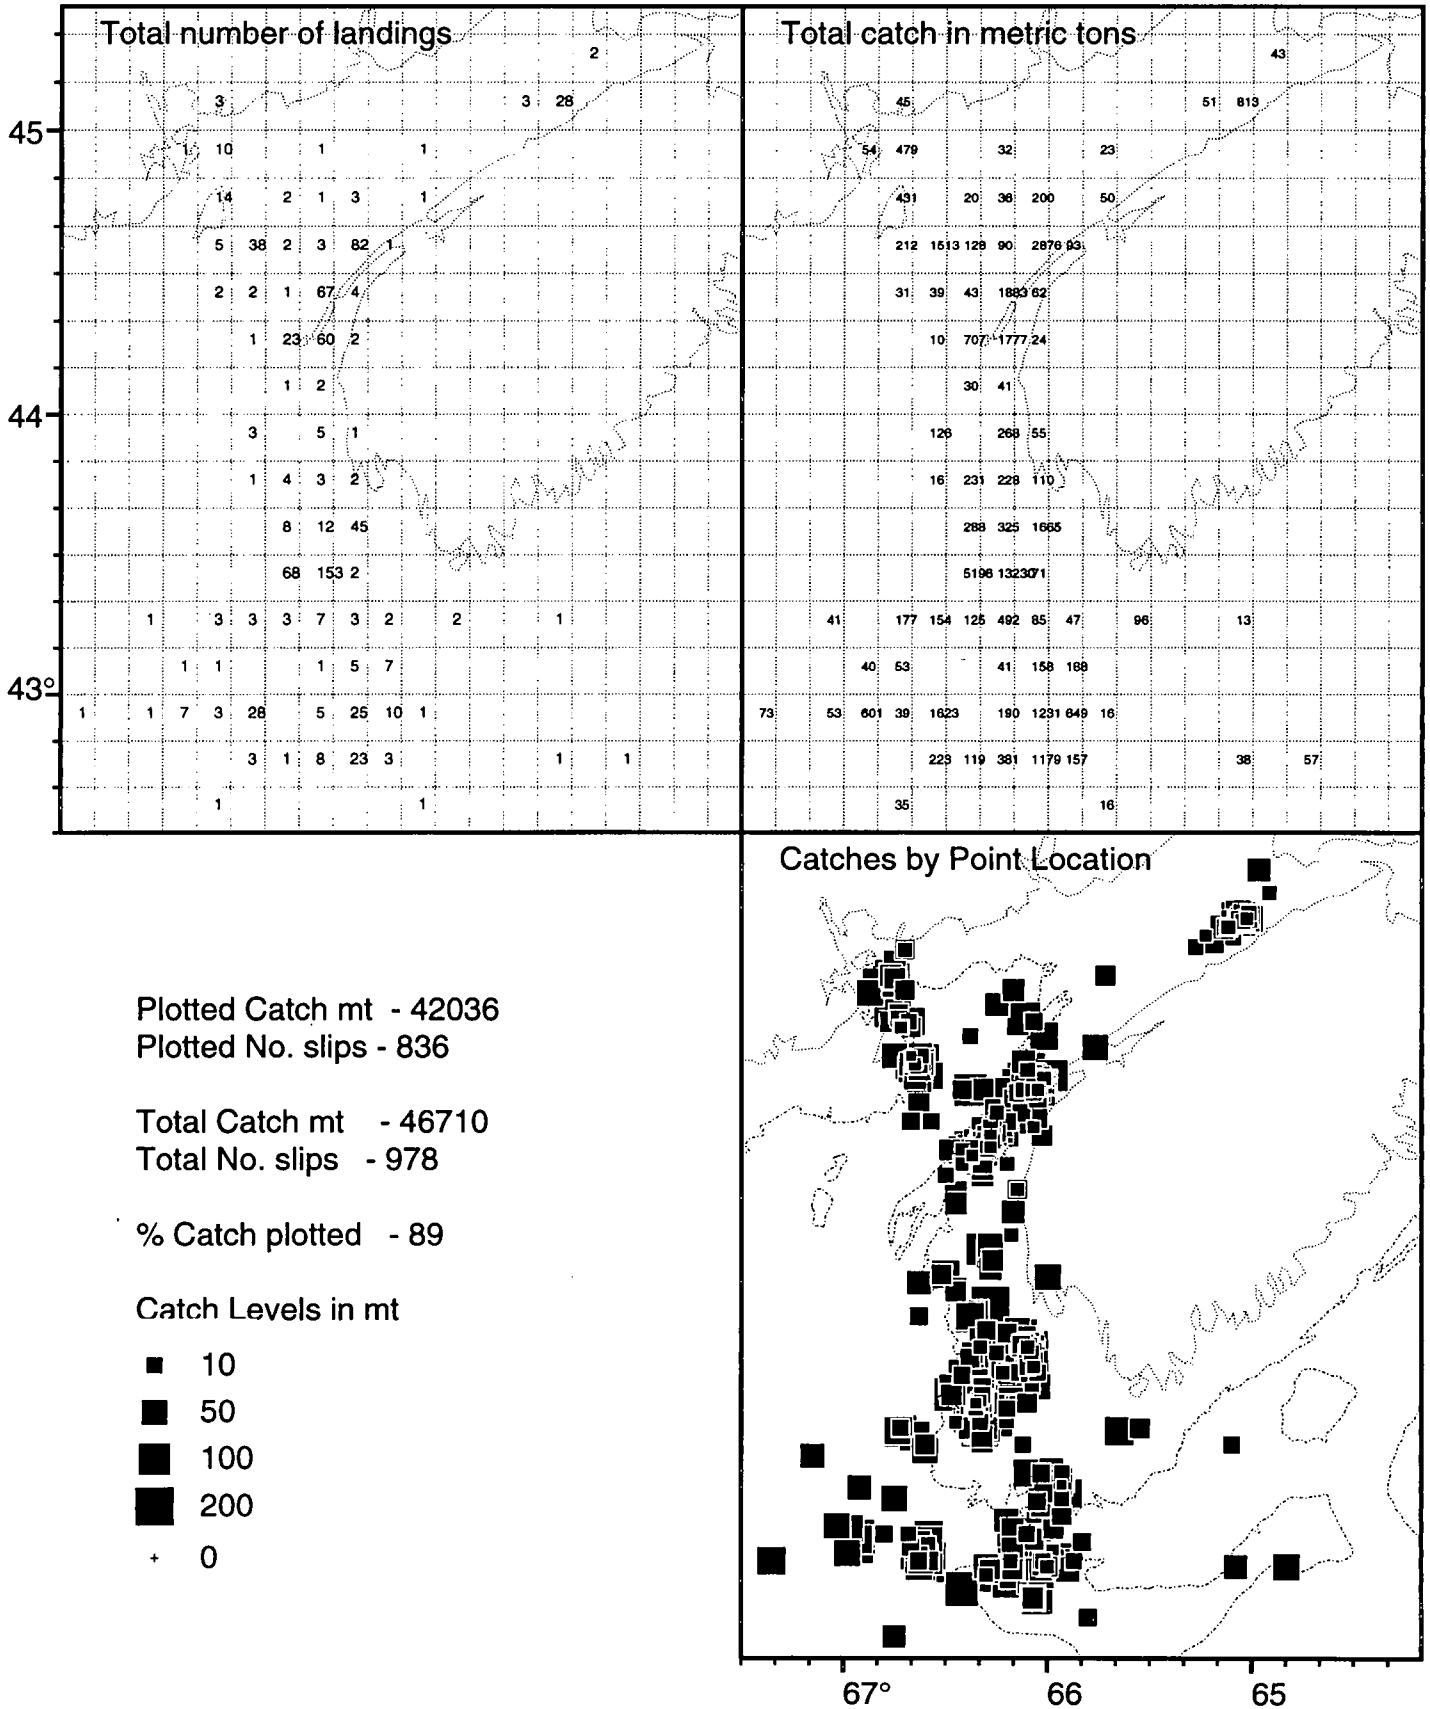 Total number of landings
2
3 3 28
45
1 10 1 1
14 2 1 3 1
5 38 2 3 82 1
2 2 1 67 4
1 23 60 2
1 2
44
3 5 1
1 4 3 2
8 12 45
68 153 2
1 3 3 3 7 3 2 2 1
1 1 1 5 7
43°
1 1 7 3 28 5 25 10 1
3 1 8 23 3 1 1
1 1
Total catch in metric tons
43
45 51 813
54 479 32 23
431 20 36 200 50
212 1513 128 90 2876 93
31 39 43 1883 62
10 707 1777 24
30 41
126 268 55
16 231 228 110
288 325 1665
5198 13230 71
41 177 154 125 492 85 47 96 13
40 53 41 158 188
73 53 601 39 1623 190 1231 649 16
223 119 381 1179 157 38 57
35 16
Catches by Point Location
67° 66 65
Plotted Catch mt - 42036
Plotted No. slips - 836
Total Catch mt - 46710
Total No. slips - 978
% Catch plotted - 89
Catch Levels in mt
10
50
100
200
0